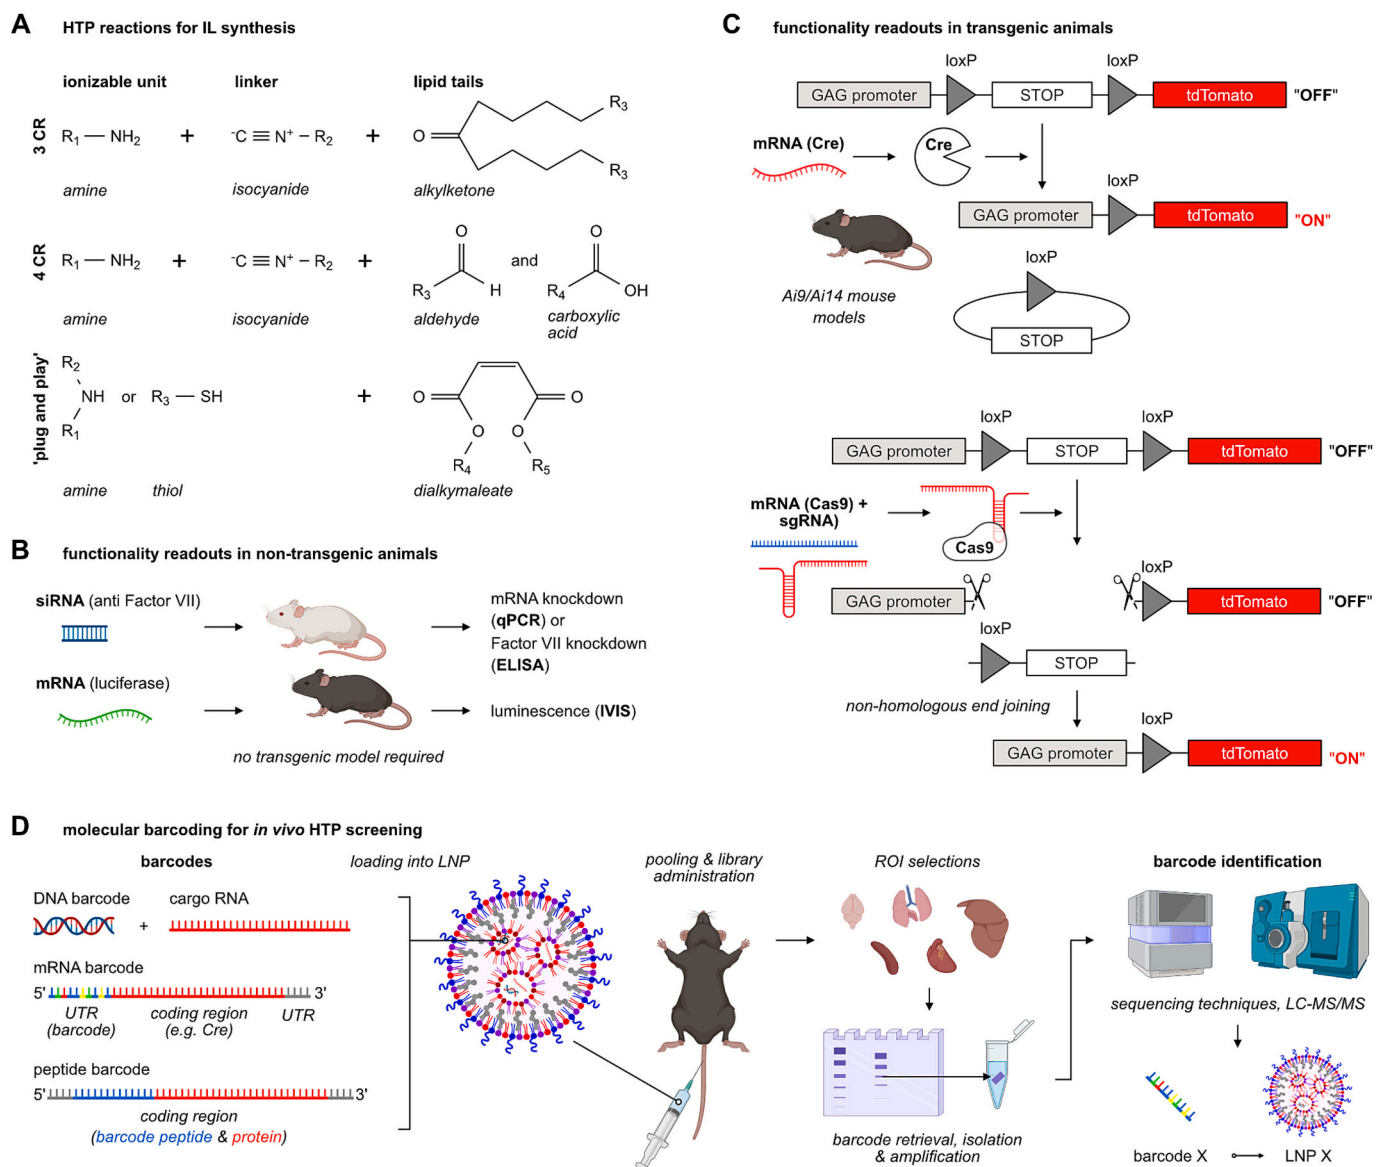 A HTP reactions for IL synthesis
ionizable unit linker lipid tails
3 CR
R1 — NH2 + -C ≡ N+ – R2 + O R3 R3
amine isocyanide alkylketone
4 CR
R1 — NH2 + -C ≡ N+ – R2 + O R3 H and O R4 OH
amine isocyanide aldehyde carboxylic
acid
'plug and play'
R2
NH or R3 — SH + O O O O
R1
R4 R5
amine thiol dialkymaleate
B functionality readouts in non-transgenic animals
siRNA (anti Factor VII)
mRNA knockdown
(qPCR) or
Factor VII knockdown
(ELISA)
mRNA (luciferase)
luminescence (IVIS)
no transgenic model required
C functionality readouts in transgenic animals
loxP loxP
GAG promoter STOP tdTomato "OFF"
mRNA (Cre) Cre
loxP
GAG promoter tdTomato "ON"
Ai9/Ai14 mouse
models
loxP
STOP
loxP loxP
GAG promoter STOP tdTomato "OFF"
mRNA (Cas9) +
sgRNA)
Cas9
loxP
GAG promoter tdTomato "OFF"
loxP
STOP
non-homologous end joining
loxP
GAG promoter tdTomato "ON"
D molecular barcoding for in vivo HTP screening
barcodes
DNA barcode + cargo RNA
mRNA barcode
5' 3'
UTR
(barcode)
coding region
(e.g. Cre)
UTR
peptide barcode
5' 3'
coding region
(barcode peptide & protein)
loading into LNP
pooling & library
administration
ROI selections
barcode retrieval, isolation
& amplification
barcode identification
sequencing techniques, LC-MS/MS
barcode X LNP X